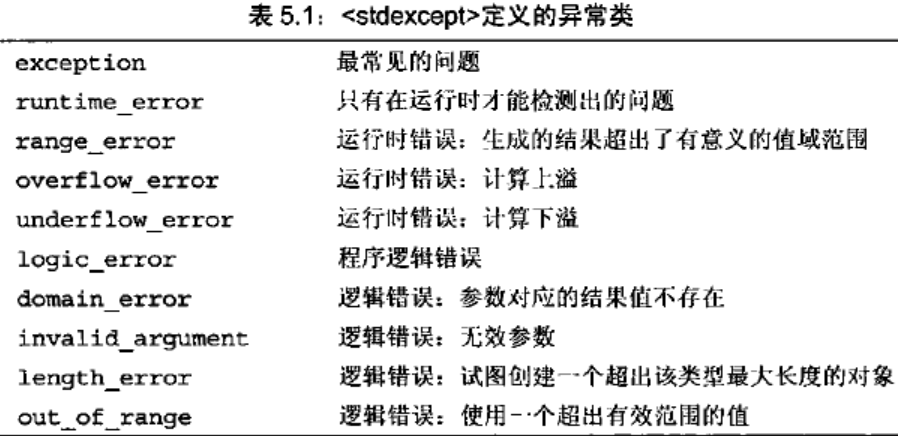 表 5.1：<stdexcept>定义的异常类
exception 最常见的问题
runtime_error 只有在运行时才能检测出的问题
range_error 运行时错误：生成的结果超出了有意义的值域范围
overflow_error 运行时错误：计算上溢
underflow_error 运行时错误：计算下溢
logic_error 程序逻辑错误
domain_error 逻辑错误：参数对应的结果值不存在
invalid_argument 逻辑错误：无效参数
length_error 逻辑错误：试图创建一个超出该类型最大长度的对象
out_of_range 逻辑错误：使用一个超出有效范围的值